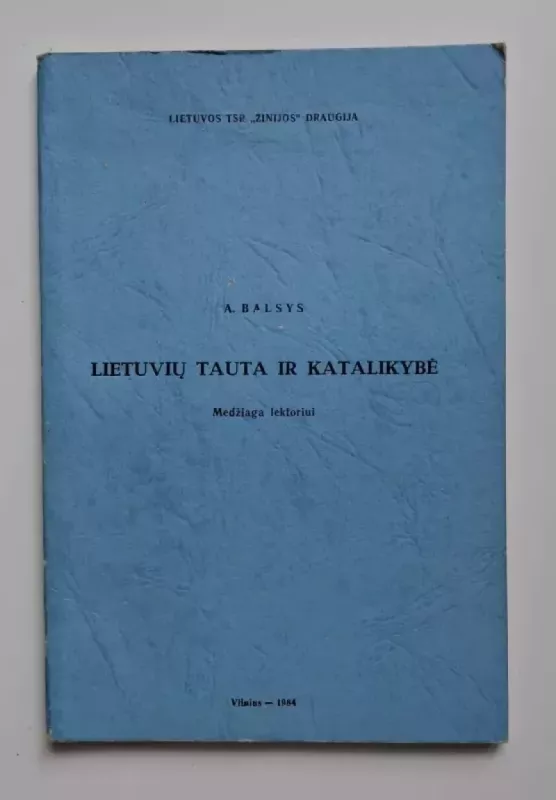 LIETUVOS TSR „ŽINIJOS“ DRAUGIJA
A. BALSYS
LIETUVIŲ TAUTA IR KATALIKYBĖ
Medžiaga lektoriui
Vilnius — 1984